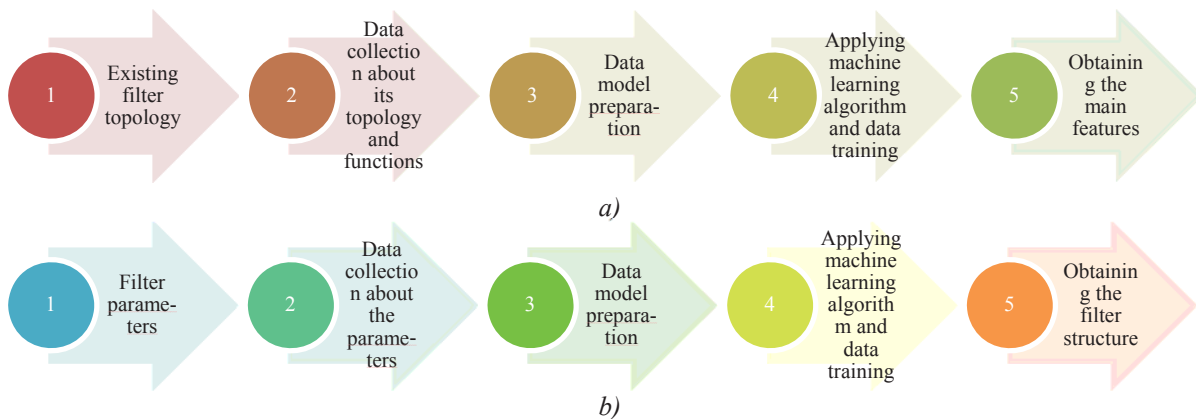 1
Existing
filter
topology
2
Data
collectio
n about
its
topology
and
functions
3
Data
model
prepara-
tion
4
Applying
machine
learning
algorithm
and data
training
5
Obtainin
g the
main
features
a)
1
Filter
parame-
ters
2
Data
collectio
n about
the
parame-
ters
3
Data
model
prepara-
tion
4
Applying
machine
learning
algorith
m and
data
training
5
Obtainin
g the
filter
structure
b)